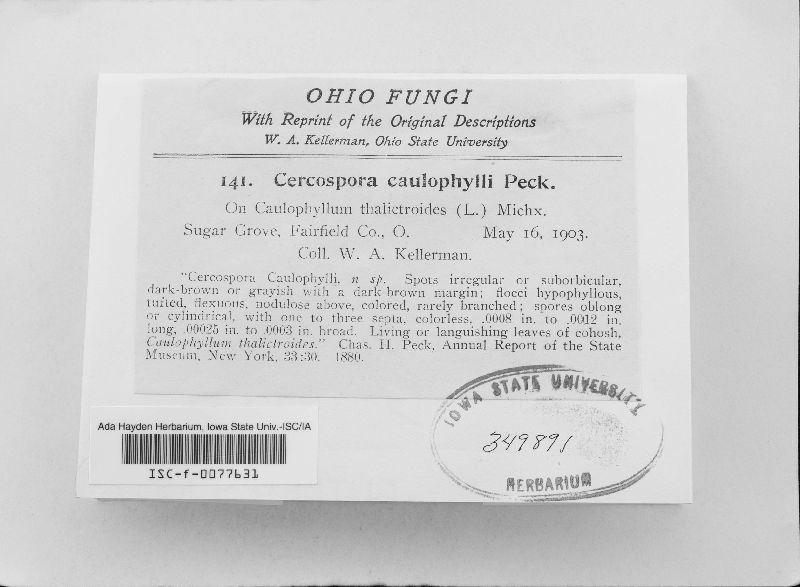 OHIO FUNGI
With Reprint of the Original Descriptions
W. A. Kellerman, Ohio State University
141. Cercospora caulophylli Peck.
On Caulophyllum thalictroides (L.) Michx.
Sugar Grove, Fairfield Co., O. May 16, 1903.
Coll. W. A. Kellerman.
"Cercospora Caulophylli, n sp. Spots irregular or suborbicular,
dark-brown or grayish with a dark-brown margin; flocci hypophyllous,
tufted, flexuous, nodulose above, colored, rarely branched; spores oblong
or cylindrical, with one to three septa, colorless, .0008 in. to .0012 in.
long, .00025 in. to .0003 in. broad. Living or languishing leaves of cohosh,
Caulophyllum thalictroides." Chas. H. Peck, Annual Report of the State
Museum, New York, 33:30. 1880.
IOWA STATE UNIVERSITY
349891
HERBARIUM
Ada Hayden Herbarium, Iowa State Univ.-ISC/IA
ISC-f-0077631